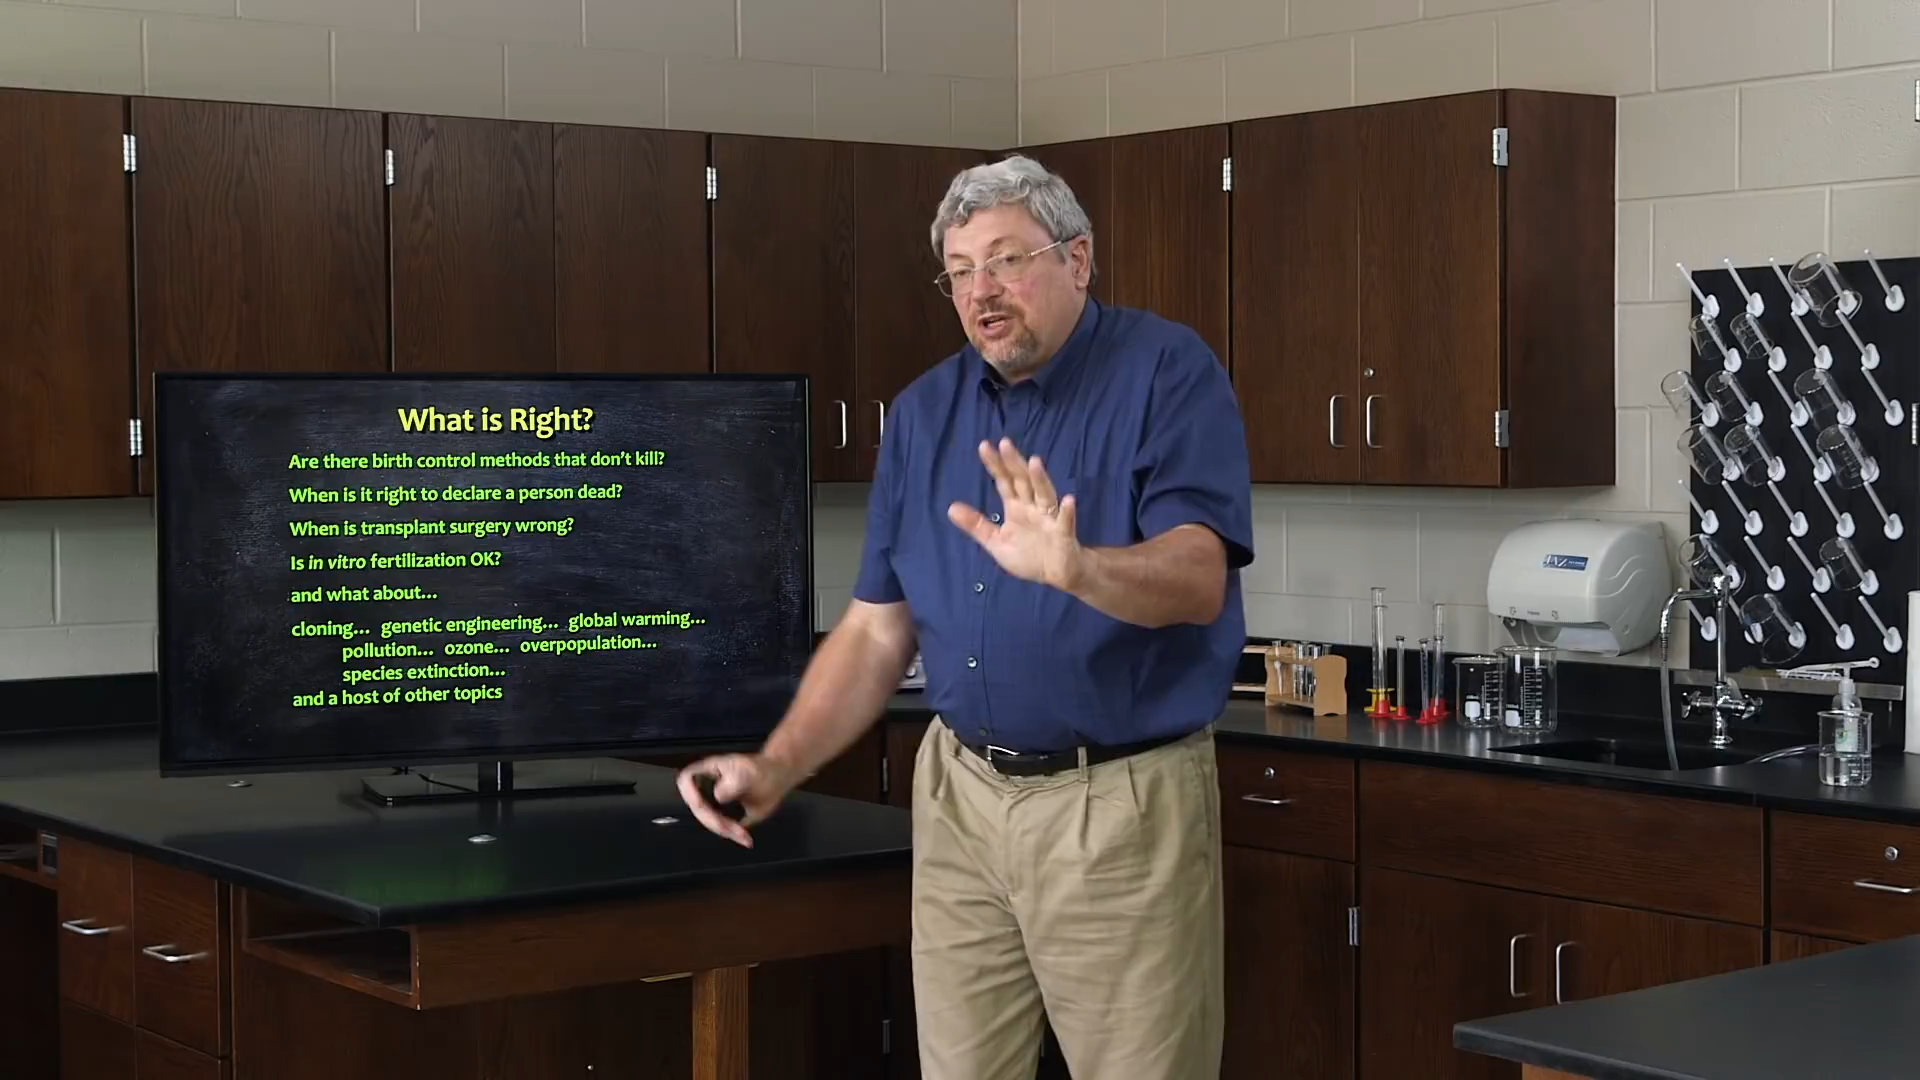 What is Right?
Are there birth control methods that don't kill?
When is it right to declare a person dead?
When is transplant surgery wrong?
Is in vitro fertilization OK?
and what about...
cloning... genetic engineering... global warming...
pollution... ozone... overpopulation...
species extinction...
and a host of other topics